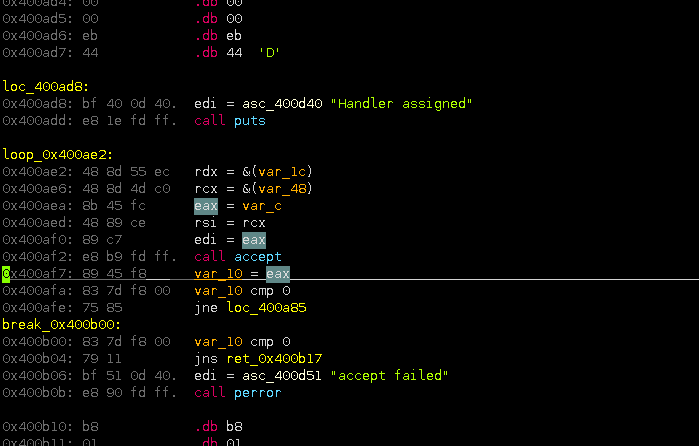 0x400ad4: 00 .db 00
0x400ad5: 00 .db 00
0x400ad6: eb .db eb
0x400ad7: 44 .db 44 'D'
loc_400ad8:
0x400ad8: bf 40 0d 40. edi = asc_400d40 "Handler assigned"
0x400add: e8 1e fd ff. call puts
loop_0x400ae2:
0x400ae2: 48 8d 55 ec rdx = &(var_1c)
0x400ae6: 48 8d 4d c0 rcx = &(var_48)
0x400aea: 8b 45 fc eax = var_c
0x400aed: 48 89 ce rsi = rcx
0x400af0: 89 c7 edi = eax
0x400af2: e8 b9 fd ff. call accept
0x400af7: 89 45 f8 var_10 = eax
0x400afa: 83 7d f8 00 var_10 cmp 0
0x400afe: 75 85 jne loc_400a85
break_0x400b00:
0x400b00: 83 7d f8 00 var_10 cmp 0
0x400b04: 79 11 jns ret_0x400b17
0x400b06: bf 51 0d 40. edi = asc_400d51 "accept failed"
0x400b0b: e8 90 fd ff. call perror
0x400b10: b8 .db b8
0x400b11: 01 .db 01